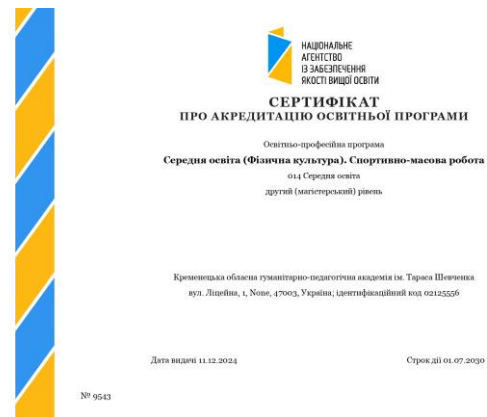 НАЦІОНАЛЬНЕ
АГЕНТСТВО
ІЗ ЗАБЕЗПЕЧЕННЯ
ЯКОСТІ ВИЩОЇ ОСВІТИ
СЕРТИФІКАТ
ПРО АКРЕДИТАЦІЮ ОСВІТНЬОЇ ПРОГРАМИ
Освітньо-професійна програма
Середня освіта (Фізична культура). Спортивно-масова робота
014 Середня освіта
другий (магістерський) рівень
Кременецька обласна гуманітарно-педагогічна академія ім. Тараса Шевченка
вул. Ліцейна, 1, None, 47003, Україна; ідентифікаційний код 02125556
Дата видачі 11.12.2024 Строк дії 01.07.2030
№ 9543